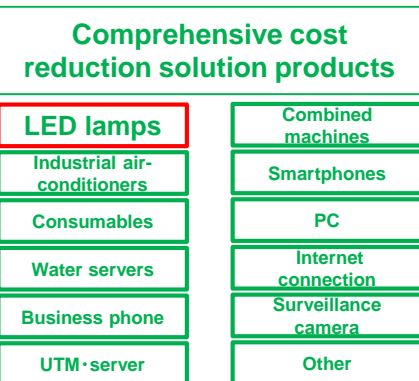 Comprehensive cost
reduction solution products
LED lamps
Industrial air-
conditioners
Consumables
Water servers
Business phone
UTM・server
Combined
machines
Smartphones
PC
Internet
connection
Surveillance
camera
Other